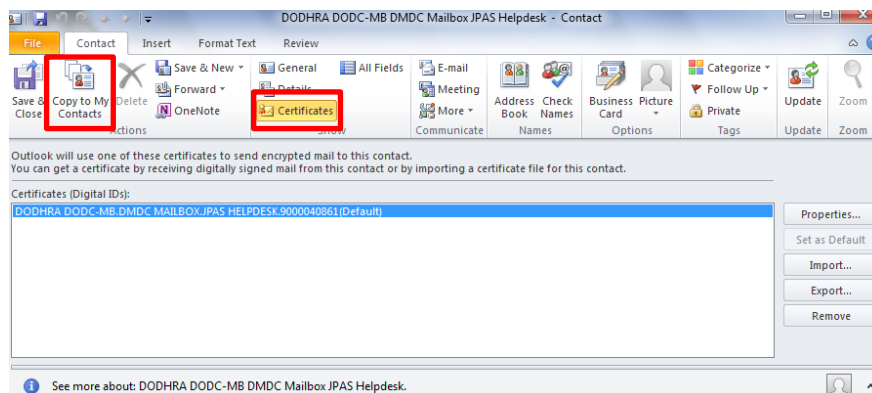 DODHRA DODC-MB DMDC Mailbox JPAS Helpdesk - Contact
File Contact Insert Format Text Review
Save & Close
Copy to My Contacts
Delete
Save & New
Forward
OneNote
Actions
General
Details
Certificates
All Fields
Show
E-mail
Meeting
More
Communicate
Address Book
Check Names
Names
Business Card
Picture
Options
Categorize
Follow Up
Private
Tags
Update
Update
Zoom
Zoom
Outlook will use one of these certificates to send encrypted mail to this contact.
You can get a certificate by receiving digitally signed mail from this contact or by importing a certificate file for this contact.
Certificates (Digital IDs):
DODHRA DODC-MB.DMDC MAILBOX.JPAS HELPDESK.9000040861(Default)
Properties...
Set as Default
Import...
Export...
Remove
See more about: DODHRA DODC-MB DMDC Mailbox JPAS Helpdesk.